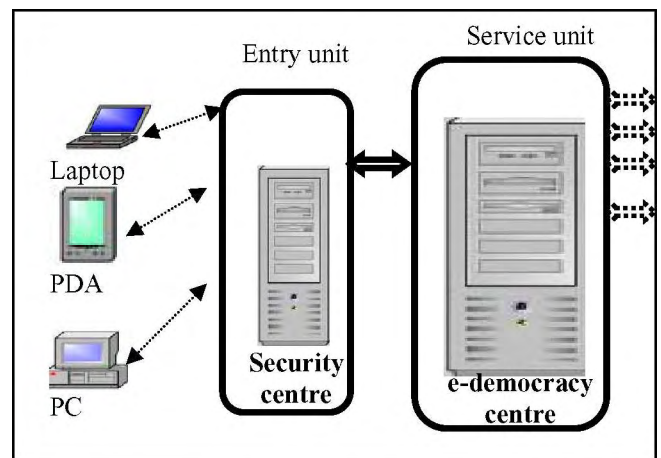 Entry unit
Service unit
Laptop
PDA
PC
Security
centre
e-democracy
centre